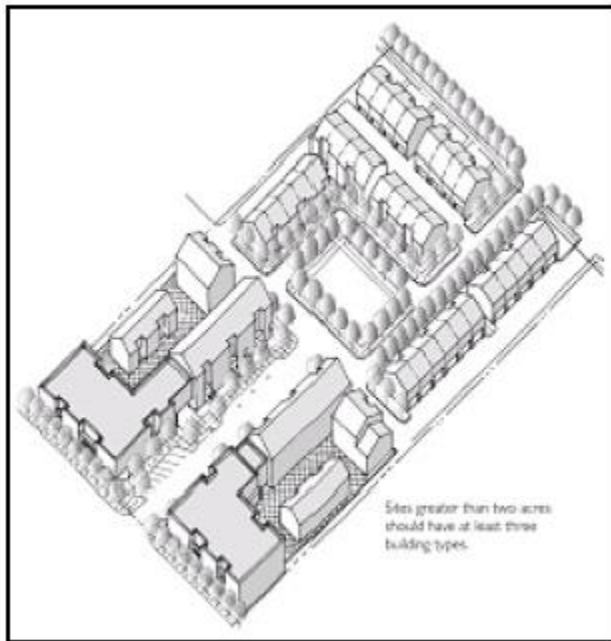 Sites greater than two acres
should have at least three
building types.